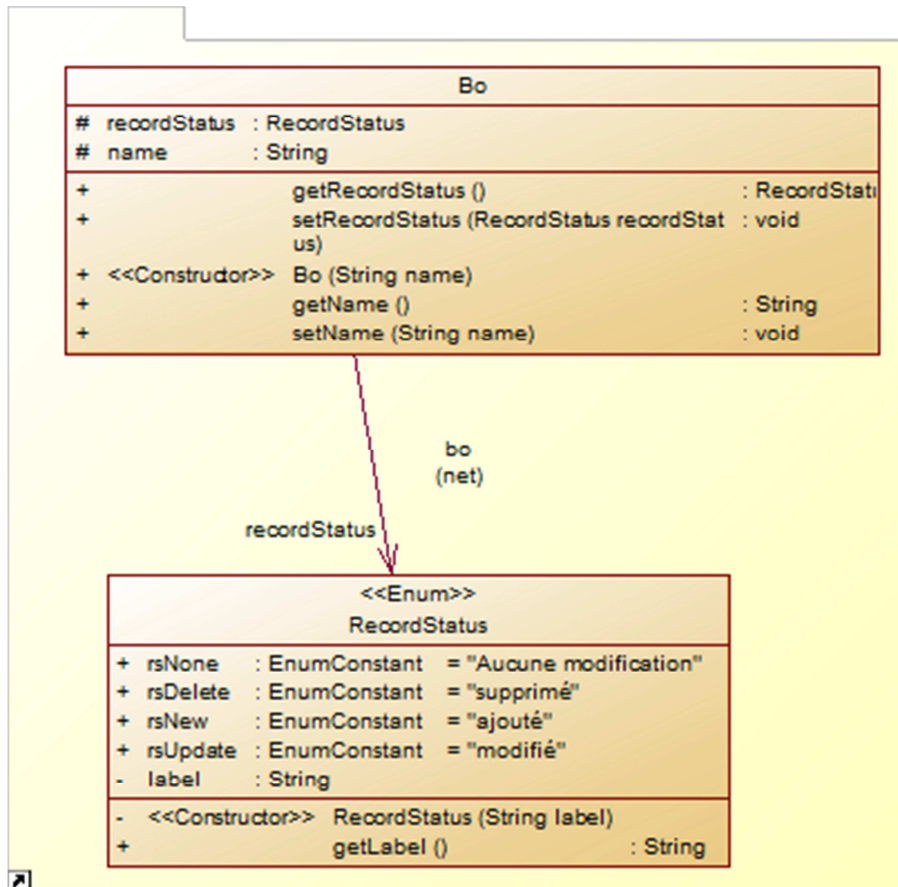 Bo
# recordStatus : RecordStatus
# name : String
+ getRecordStatus () : RecordStatu
+ setRecordStatus (RecordStatus recordStat : void
us)
+ <<Constructor>> Bo (String name)
+ getName () : String
+ setName (String name) : void
bo
(net)
recordStatus
<<Enum>>
RecordStatus
+ rsNone : EnumConstant = "Aucune modification"
+ rsDelete : EnumConstant = "supprimé"
+ rsNew : EnumConstant = "ajouté"
+ rsUpdate : EnumConstant = "modifié"
- label : String
- <<Constructor>> RecordStatus (String label)
+ getLabel () : String